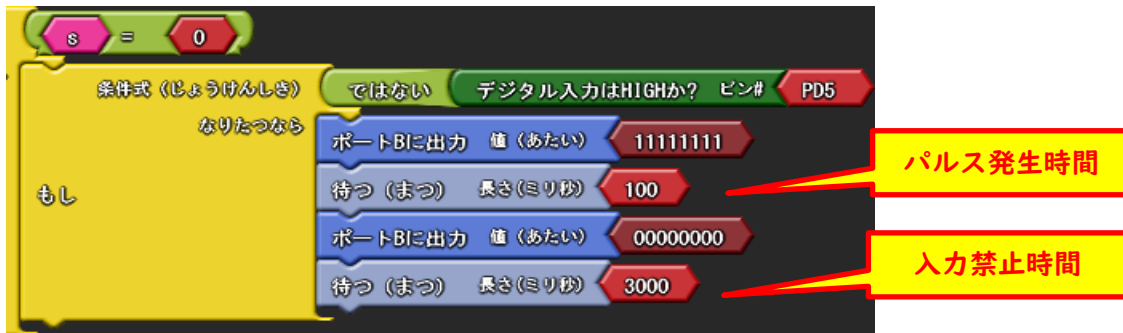 s = 0
条件式（じょうけんしき） ではない デジタル入力はHIGHか? ピン# PD5
なりたつなら ポートBに出力 値（あたい） 11111111
パルス発生時間
もし 待つ（まつ） 長さ(ミリ秒) 100
ポートBに出力 値（あたい） 00000000
入力禁止時間
待つ（まつ） 長さ(ミリ秒) 3000